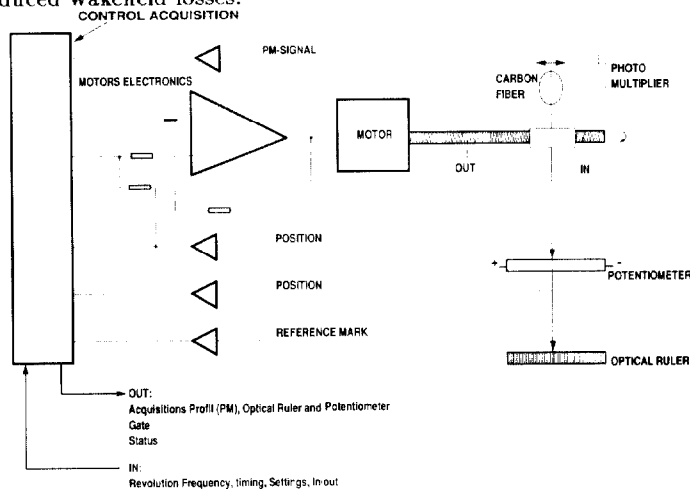 duced wakefield losses.
CONTROL ACQUISITION
PM-SIGNAL
MOTORS ELECTRONICS
CARBON
FIBER
PHOTO
MULTIPLIER
MOTOR
OUT
IN
POSITION
+
-
POTENTIOMETER
POSITION
REFERENCE MARK
OPTICAL RULER
OUT:
Acquisitions Profil (PM), Optical Ruler and Potentiometer
Gate
Status
IN:
Revolution Frequency, timing, Settings, In-out